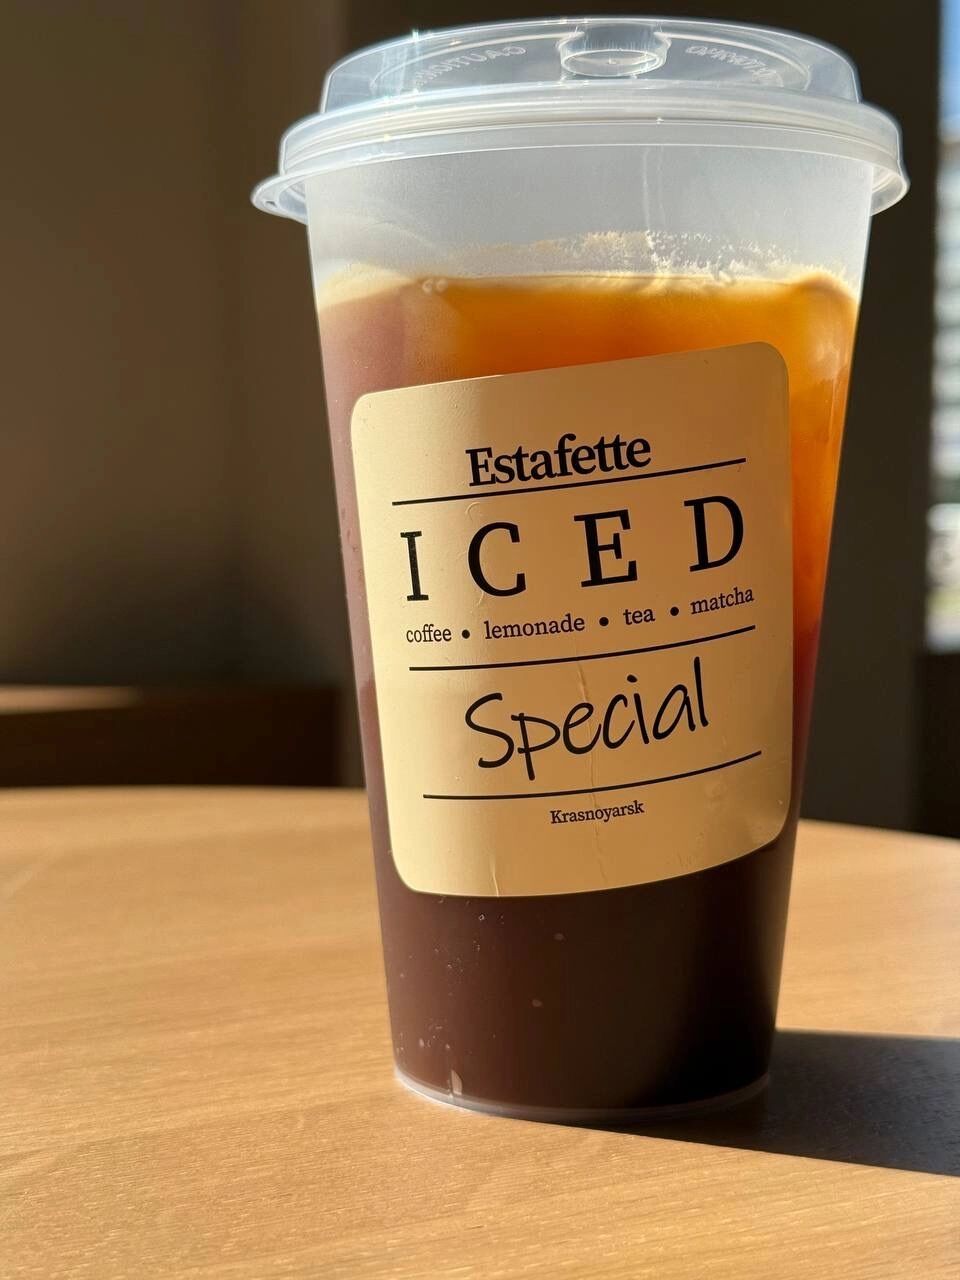 Estafette
ICED
coffee • lemonade • tea • matcha
Special
Krasnoyarsk